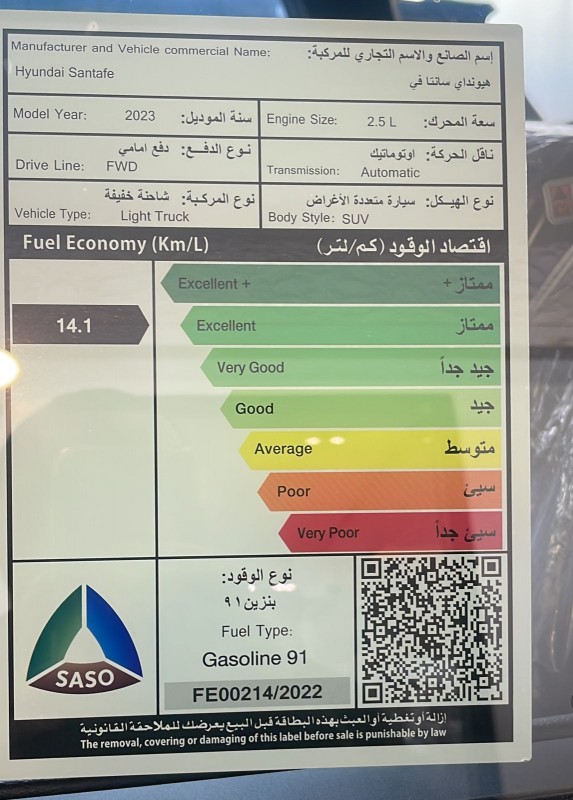 Manufacturer and Vehicle commercial Name: إسم الصانع والاسم التجاري للمركبة:
Hyundai Santafe هيونداي سانتا في
Model Year: 2023 سنة الموديل: Engine Size: 2.5 L سعة المحرك:
نوع الدفع: دفع امامي ناقل الحركة: اوتوماتيك
Drive Line: FWD Transmission: Automatic
نوع المركبة: شاحنة خفيفة نوع الهيكل: سيارة متعددة الأغراض
Vehicle Type: Light Truck Body Style: SUV
Fuel Economy (Km/L) اقتصاد الوقود (كم/لتر)
Excellent + ممتاز +
14.1 Excellent ممتاز
Very Good جيد جداً
Good جيد
Average متوسط
Poor سيئ
Very Poor سيئ جداً
نوع الوقود:
بنزين ٩١
Fuel Type:
Gasoline 91
SASO
FE00214/2022
إزالة أو تغطية أو العبث بهذه البطاقة قبل البيع يعرضك للملاحقة القانونية
The removal, covering or damaging of this label before sale is punishable by law